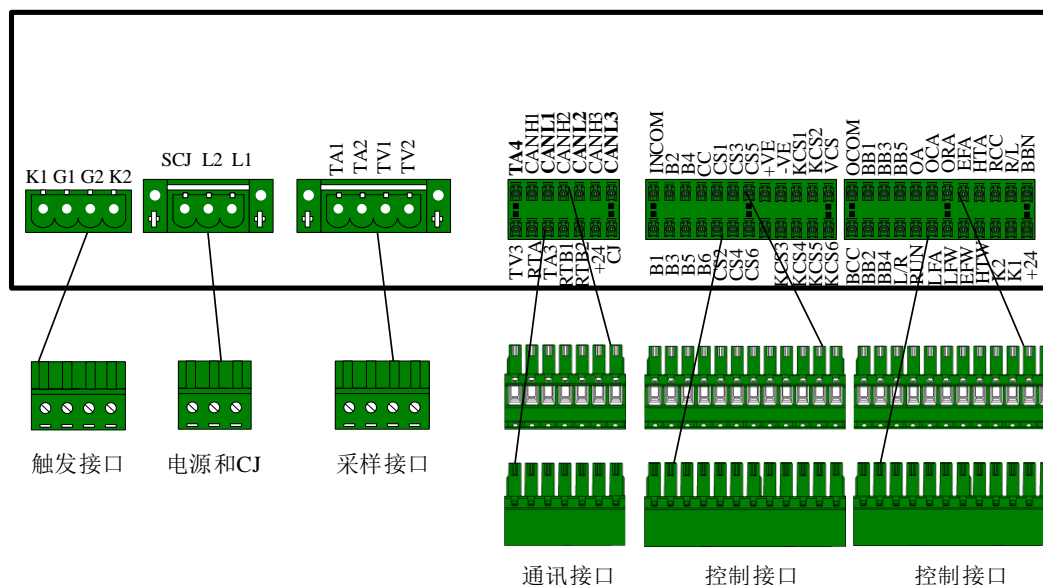 K1 G1 G2 K2
SCJ L2 L1
TA1 TA2 TV1 TV2
TA4 CANH1 CANL1 CANH2 CANL2 CANH3 CANL3
INCOM B2 B4 CC CS1 CS3 CS5 +VE -VE KCS1 KCS2 VCS
OCOM BB1 BB3 BB5 OA OCA ORA EFA HTA RCC R/L BBN
TV3 RTA TA3 RTB1 RTB2 +24 CJ
B1 B3 B5 B6 CS2 CS4 CS6 KCS3 KCS4 KCS5 KCS6
BCC BB2 BB4 L/R RUN LFA LFW EFW HTW K2 K1 +24
触发接口 电源和CJ 采样接口
通讯接口 控制接口 控制接口